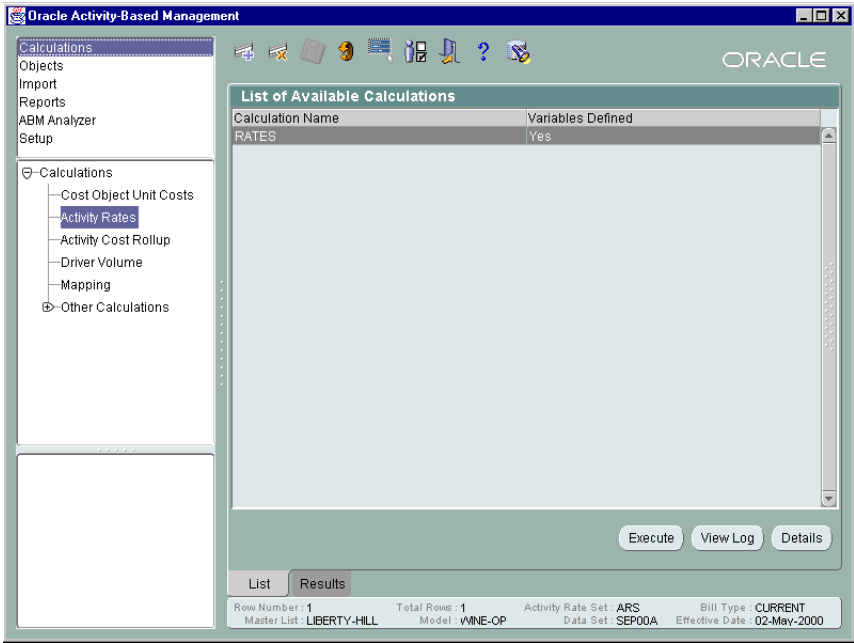 Oracle Activity-Based Management
Calculations
Objects
Import
Reports
ABM Analyzer
Setup
ORACLE
Calculations
Cost Object Unit Costs
Activity Rates
Activity Cost Rollup
Driver Volume
Mapping
Other Calculations
List of Available Calculations
Calculation Name Variables Defined
RATES Yes
Execute View Log Details
List Results
Row Number : 1 Total Rows : 1 Activity Rate Set : ARS Bill Type : CURRENT
Master List : LIBERTY-HILL Model : WINE-OP Data Set : SEP00A Effective Date : 02-May-2000